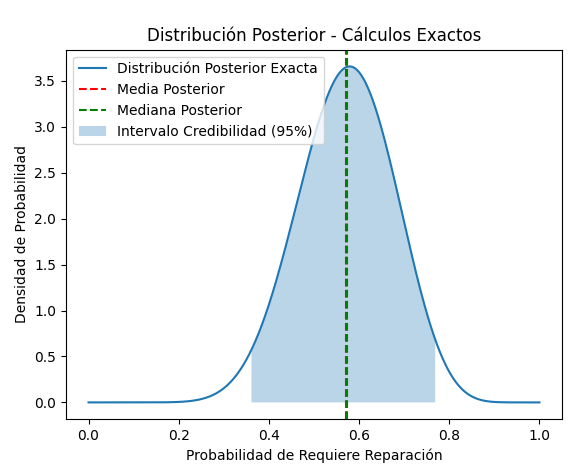 Distribución Posterior - Cálculos Exactos
Distribución Posterior Exacta
Media Posterior
Mediana Posterior
Intervalo Credibilidad (95%)
Densidad de Probabilidad
3.5
3.0
2.5
2.0
1.5
1.0
0.5
0.0
0.0 0.2 0.4 0.6 0.8 1.0
Probabilidad de Requiere Reparación